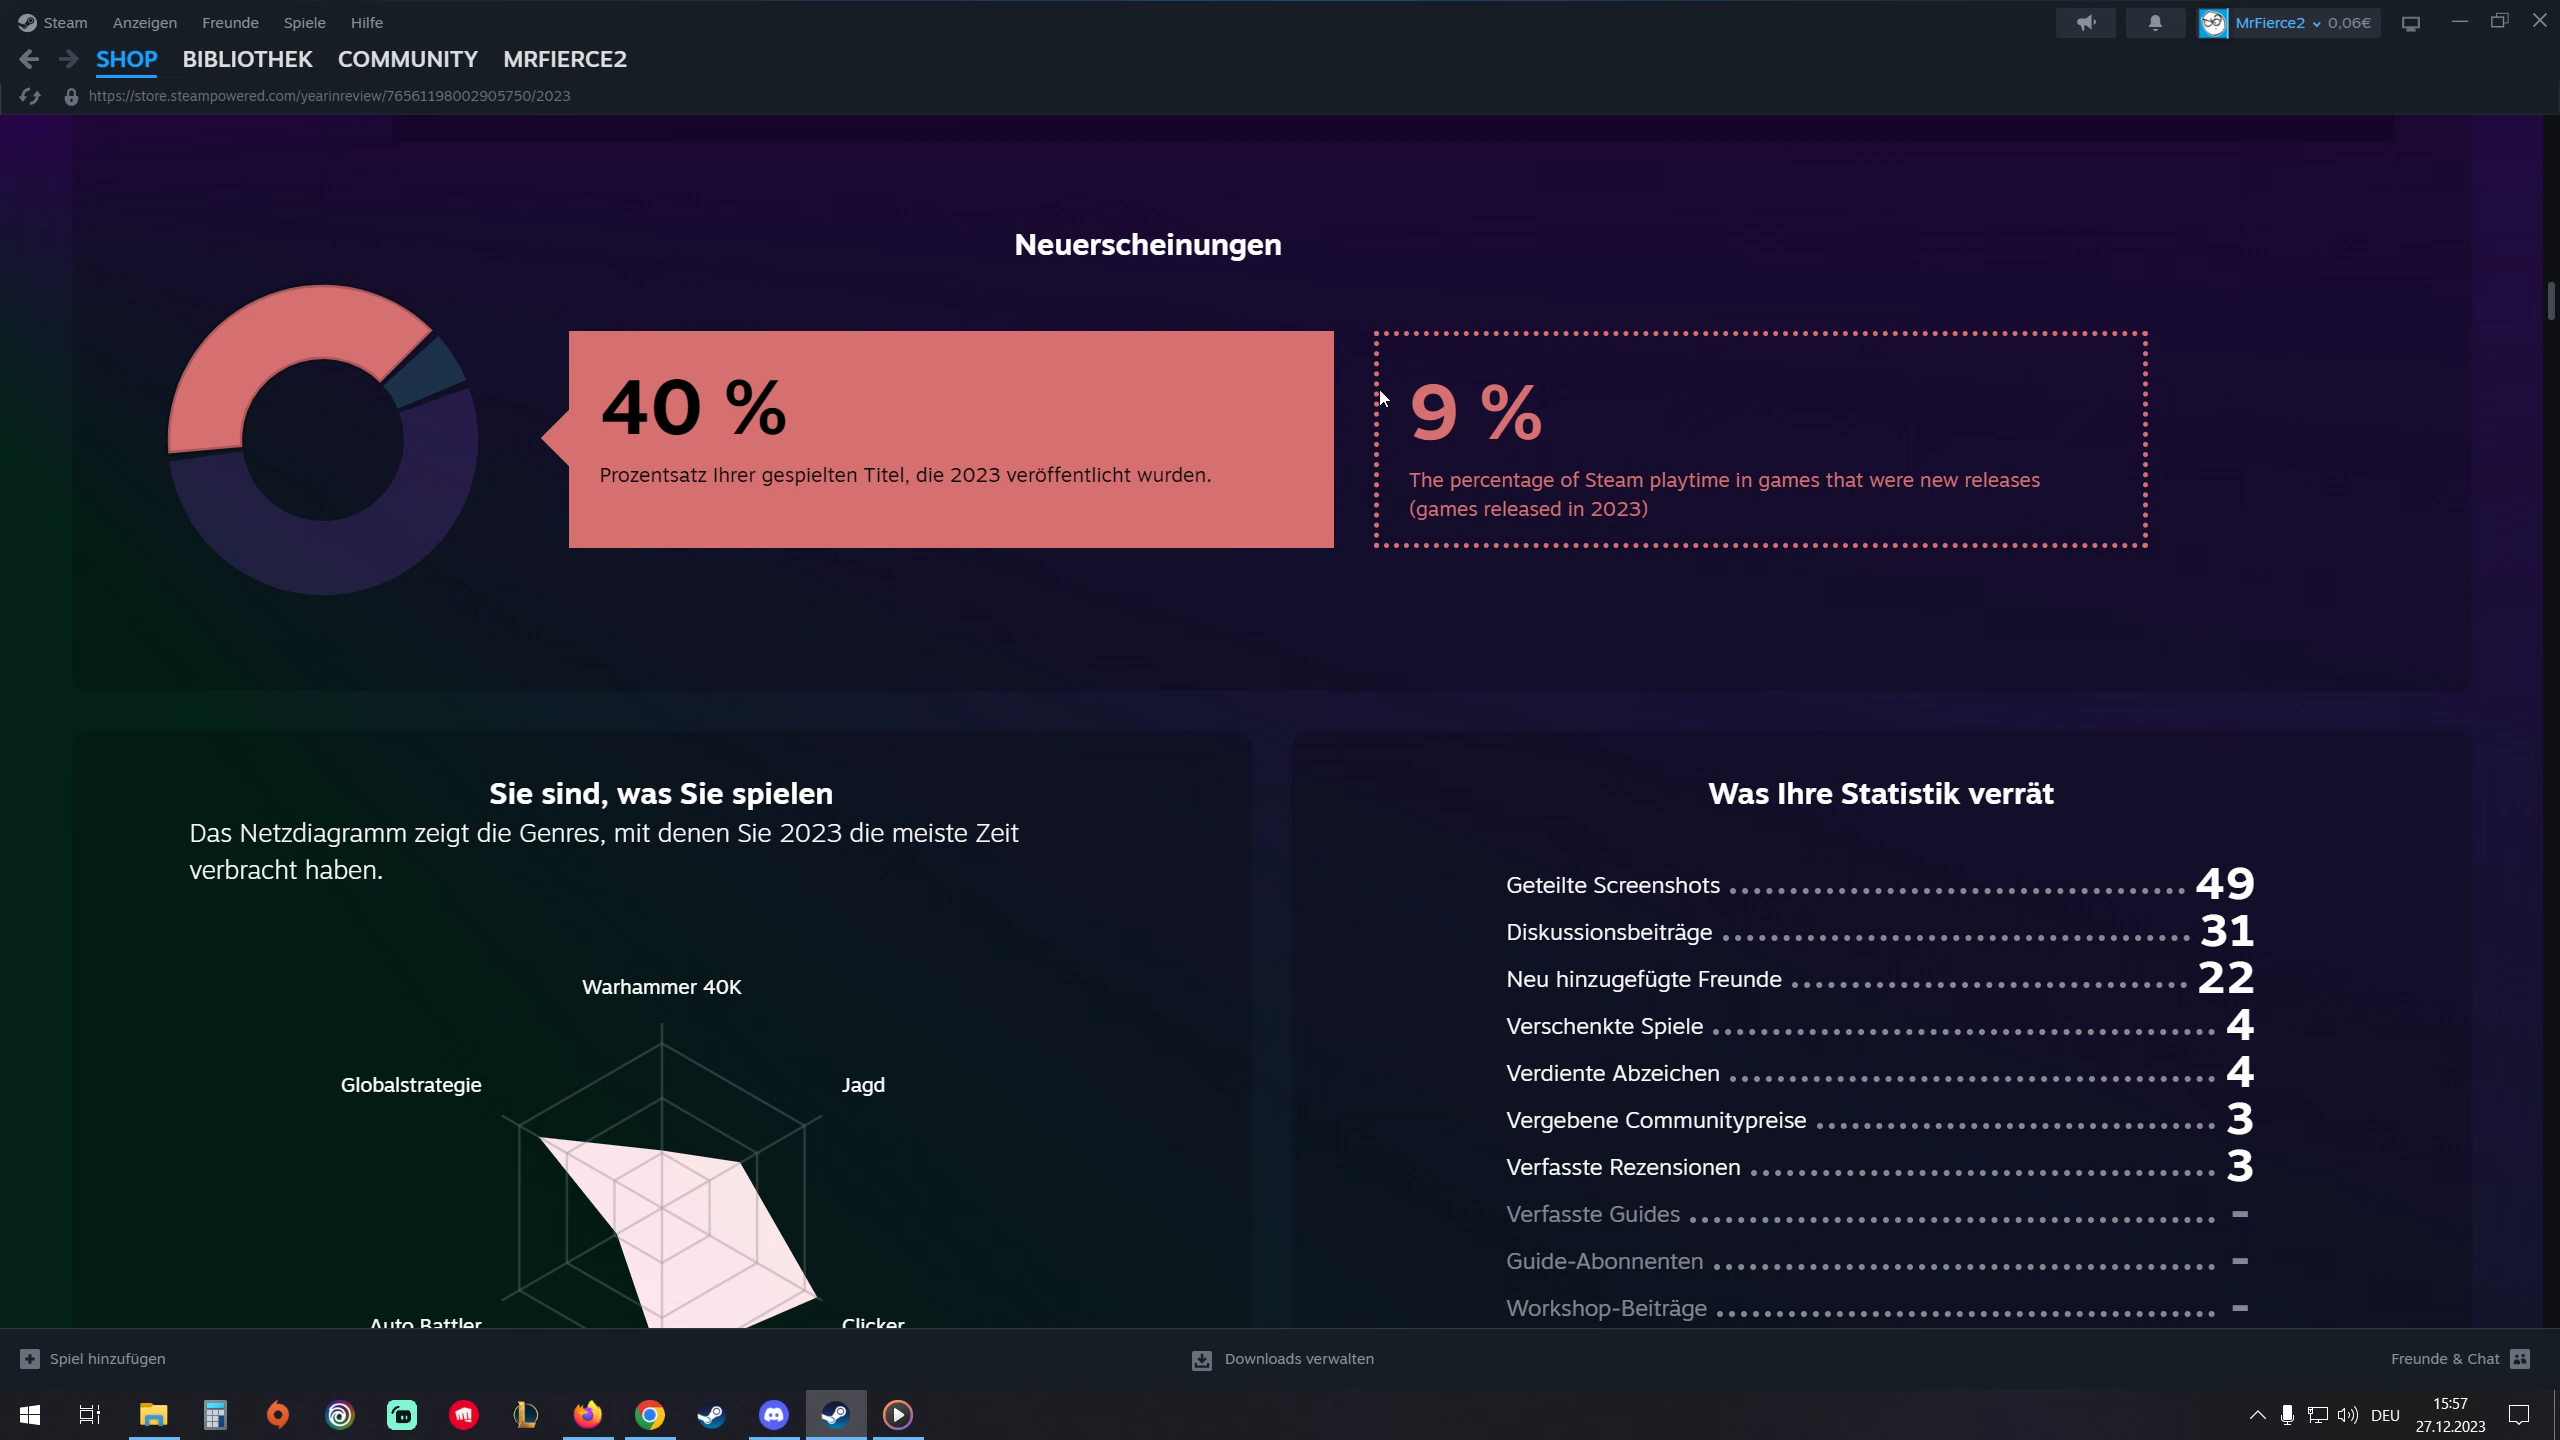 Steam Anzeigen Freunde Spiele Hilfe
MrFierce2 0,06€
SHOP BIBLIOTHEK COMMUNITY MRFIERCE2
https://store.steampowered.com/yearinreview/76561198002905750/2023
Neuerscheinungen
40 %
Prozentsatz Ihrer gespielten Titel, die 2023 veröffentlicht wurden.
9 %
The percentage of Steam playtime in games that were new releases
(games released in 2023)
Sie sind, was Sie spielen
Das Netzdiagramm zeigt die Genres, mit denen Sie 2023 die meiste Zeit
verbracht haben.
Warhammer 40K
Globalstrategie
Jagd
Auto Battler
Clicker
Was Ihre Statistik verrät
Geteilte Screenshots 49
Diskussionsbeiträge 31
Neu hinzugefügte Freunde 22
Verschenkte Spiele 4
Verdiente Abzeichen 4
Vergebene Communitypreise 3
Verfasste Rezensionen 3
Verfasste Guides –
Guide-Abonnenten –
Workshop-Beiträge –
Spiel hinzufügen
Downloads verwalten
Freunde & Chat
DEU
15:57
27.12.2023